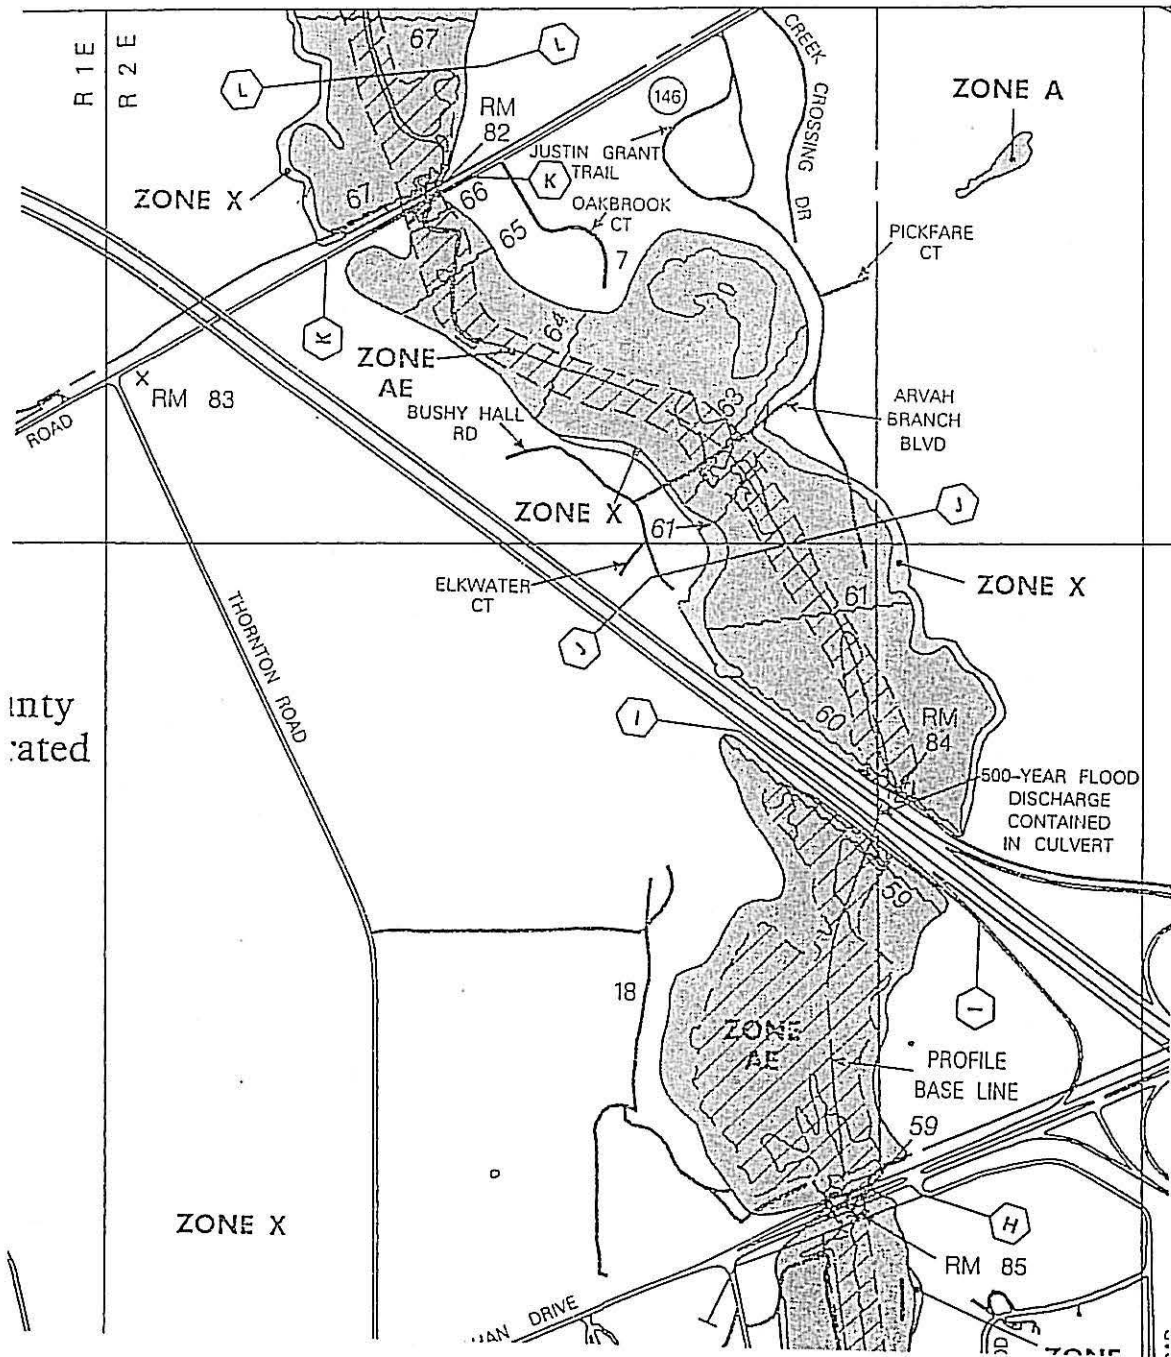 R 1 E
R 2 E
67
L
L
RM
82
146
JUSTIN GRANT
TRAIL
CREEK CROSSING DR
ZONE A
ZONE X
67
66
K
65
OAKBROOK
CT
7
PICKFARE
CT
K
64
ZONE
AE
63
RM 83
ROAD
BUSHY HALL
RD
ARVAH
BRANCH
BLVD
ZONE X
61
J
ELKWATER
CT
61
ZONE X
THORNTON ROAD
J
inty
cated
I
60
RM
84
500-YEAR FLOOD
DISCHARGE
CONTAINED
IN CULVERT
59
18
ZONE
AE
I
PROFILE
BASE LINE
59
ZONE X
H
RM 85
DRIVE
ZONE